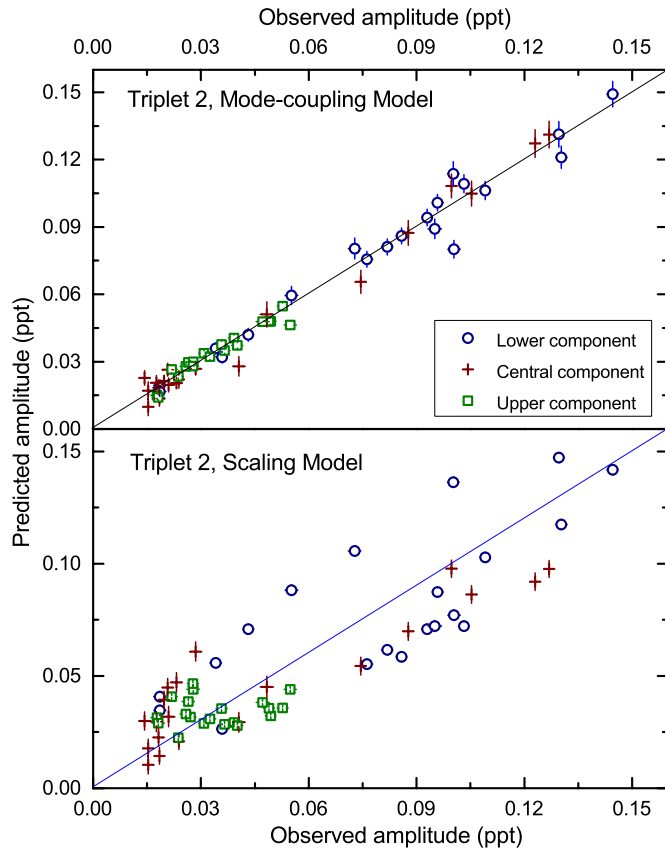 Observed amplitude (ppt)
0.00 0.03 0.06 0.09 0.12 0.15
Triplet 2, Mode-coupling Model
0.15
0.12
0.09
0.06
0.03
0.00
Lower component
Central component
Upper component
Predicted amplitude (ppt)
Triplet 2, Scaling Model
0.15
0.10
0.05
0.00
0.00 0.03 0.06 0.09 0.12 0.15
Observed amplitude (ppt)